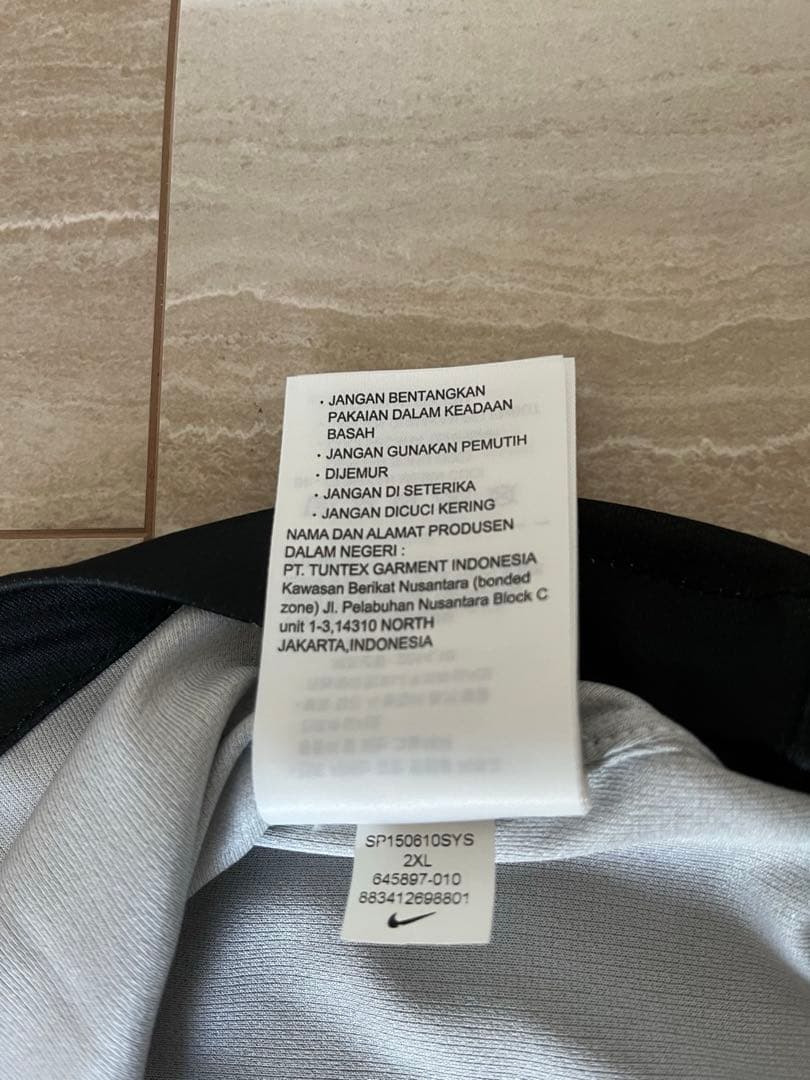 · JANGAN BENTANGKAN
PAKAIAN DALAM KEADAAN
BASAH
· JANGAN GUNAKAN PEMUTIH
· DIJEMUR
· JANGAN DI SETERIKA
· JANGAN DICUCI KERING
NAMA DAN ALAMAT PRODUSEN
DALAM NEGERI :
PT. TUNTEX GARMENT INDONESIA
Kawasan Berikat Nusantara (bonded
zone) Jl. Pelabuhan Nusantara Block C
unit 1-3,14310 NORTH
JAKARTA,INDONESIA
SP150610SYS
2XL
645897-010
883412698801